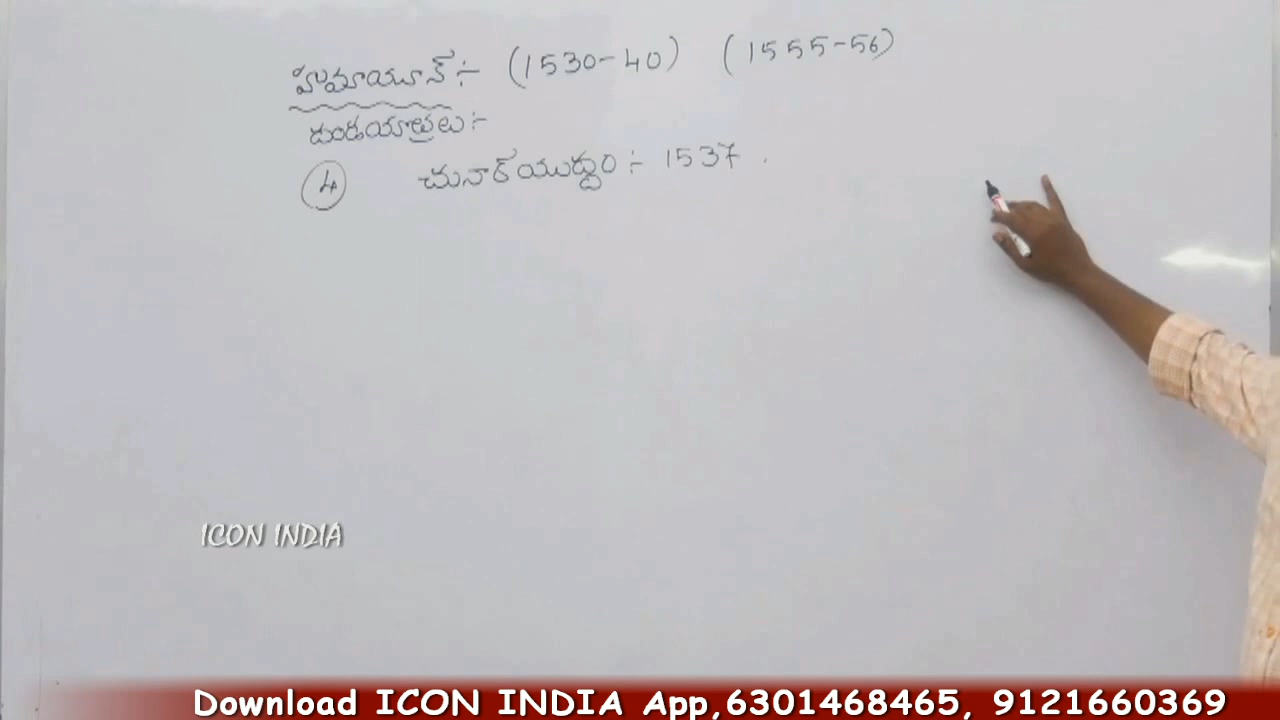 హుమాయూన్ :- (1530-40) (1555-56)
దండయాత్రలు :-
4 చునార్ యుద్ధం :- 1537
ICON INDIA
Download ICON INDIA App,6301468465, 9121660369